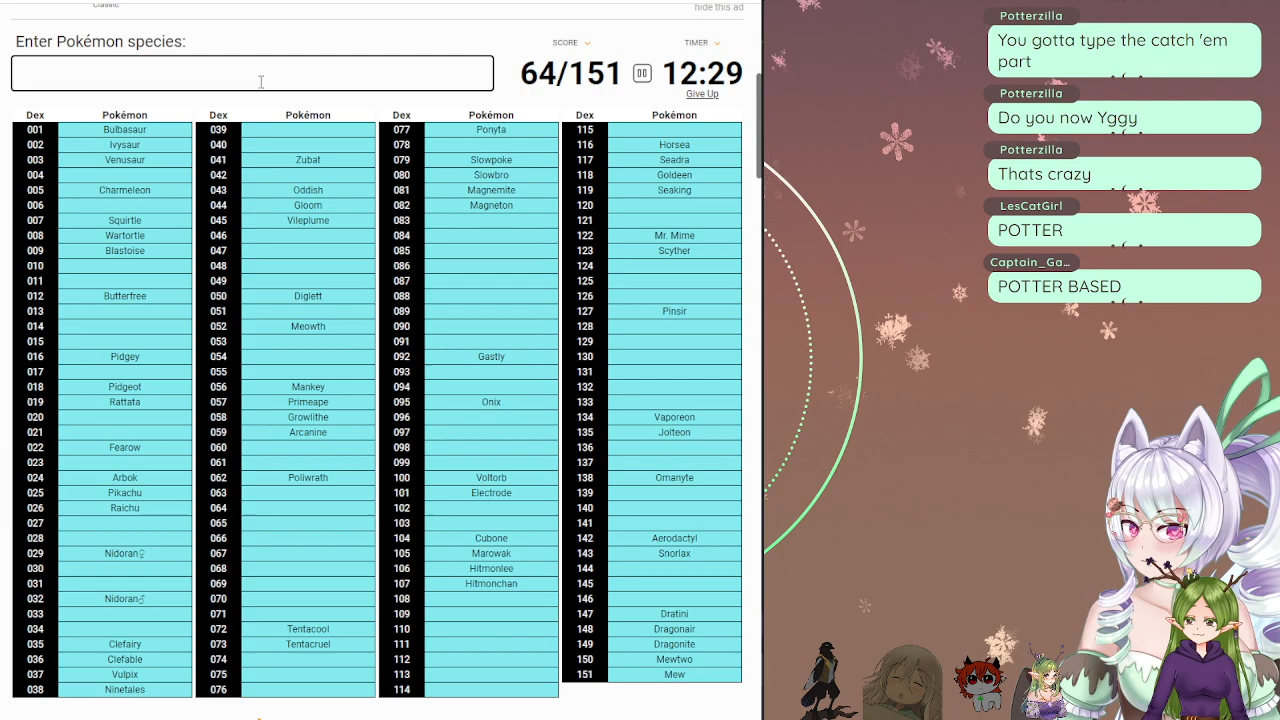 Classic
hide this ad
Enter Pokémon species:
SCORE
TIMER
64/151
12:29
Give Up
Dex Pokémon Dex Pokémon Dex Pokémon Dex Pokémon
001 Bulbasaur 039 077 Ponyta 115
002 Ivysaur 040 078 116 Horsea
003 Venusaur 041 Zubat 079 Slowpoke 117 Seadra
004 042 080 Slowbro 118 Goldeen
005 Charmeleon 043 Oddish 081 Magnemite 119 Seaking
006 044 Gloom 082 Magneton 120
007 Squirtle 045 Vileplume 083 121
008 Wartortle 046 084 122 Mr. Mime
009 Blastoise 047 085 123 Scyther
010 048 086 124
011 049 087 125
012 Butterfree 050 Diglett 088 126
013 051 089 127 Pinsir
014 052 Meowth 090 128
015 053 091 129
016 Pidgey 054 092 Gastly 130
017 055 093 131
018 Pidgeot 056 Mankey 094 132
019 Rattata 057 Primeape 095 Onix 133
020 058 Growlithe 096 134 Vaporeon
021 059 Arcanine 097 135 Jolteon
022 Fearow 060 098 136
023 061 099 137
024 Arbok 062 Poliwrath 100 Voltorb 138 Omanyte
025 Pikachu 063 101 Electrode 139
026 Raichu 064 102 140
027 065 103 141
028 066 104 Cubone 142 Aerodactyl
029 Nidoran♀ 067 105 Marowak 143 Snorlax
030 068 106 Hitmonlee 144
031 069 107 Hitmonchan 145
032 Nidoran♂ 070 108 146
033 071 109 147 Dratini
034 072 Tentacool 110 148 Dragonair
035 Clefairy 073 Tentacruel 111 149 Dragonite
036 Clefable 074 112 150 Mewtwo
037 Vulpix 075 113 151 Mew
038 Ninetales 076 114
Potterzilla
You gotta type the catch 'em
part
Potterzilla
Do you now Yggy
Potterzilla
Thats crazy
LesCatGirl
POTTER
Captain_Ga...
POTTER BASED